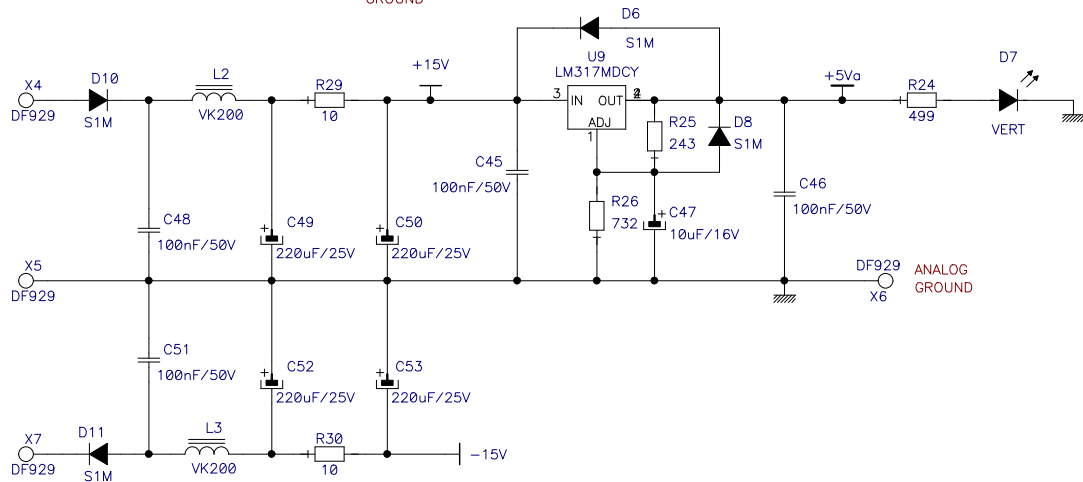 GROUND
D6
S1M
U9
LM317MDCY
+15V
3 IN OUT
ADJ
1
X4
DF929
D10
S1M
L2
VK200
+ R29
10
+5Va
+ R24
499
D7
VERT
R25
243
D8
S1M
C45
100nF/50V
C46
100nF/50V
R26
732
+ C47
10uF/16V
C48
100nF/50V
+ C49
220uF/25V
+ C50
220uF/25V
X5
DF929
DF929
X6
ANALOG
GROUND
C51
100nF/50V
+ C52
220uF/25V
+ C53
220uF/25V
X7
DF929
D11
S1M
L3
VK200
+ R30
10
-15V